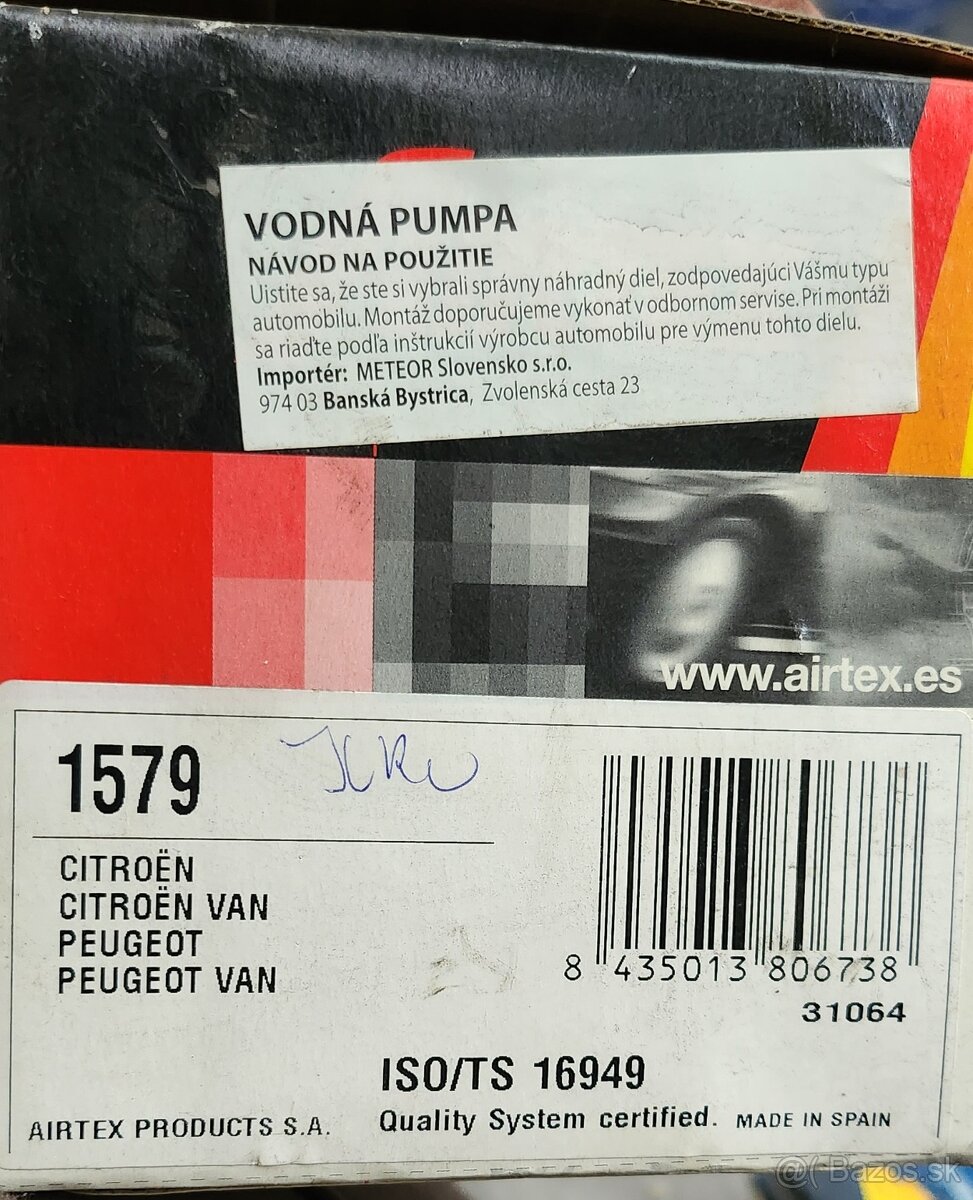 VODNÁ PUMPA
NÁVOD NA POUŽITIE
Uistite sa, že ste si vybrali správny náhradný diel, zodpovedajúci Vášmu typu
automobilu. Montáž doporučujeme vykonať v odbornom servise. Pri montáži
sa riaďte podľa inštrukcií výrobcu automobilu pre výmenu tohto dielu.
Importér: METEOR Slovensko s.r.o.
974 03 Banská Bystrica, Zvolenská cesta 23
www.airtex.es
1579
CITROËN
CITROËN VAN
PEUGEOT
PEUGEOT VAN
8 435013 806738
31064
ISO/TS 16949
Quality System certified. MADE IN SPAIN
AIRTEX PRODUCTS S.A.
@( Bazos.sk